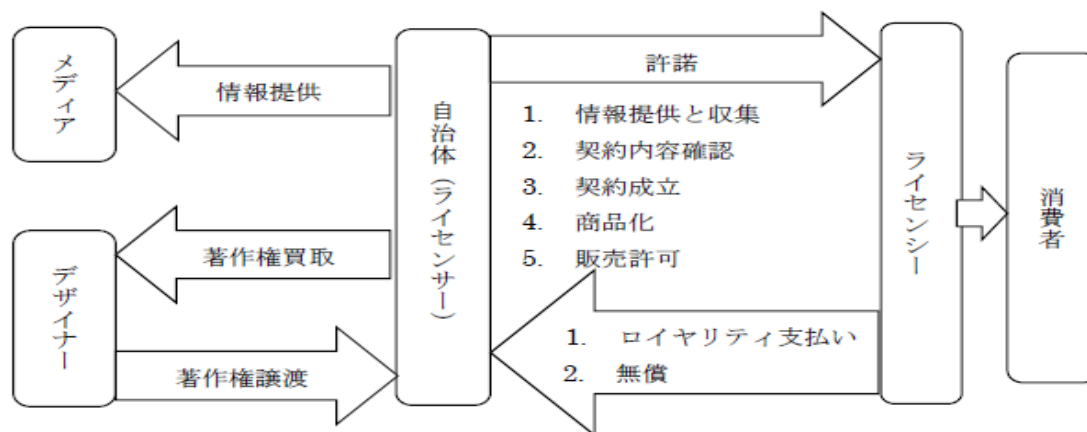 メディア
情報提供
デザイナー
著作権買取
著作権譲渡
自治体（ライセンサー）
許諾
1. 情報提供と収集
2. 契約内容確認
3. 契約成立
4. 商品化
5. 販売許可
1. ロイヤリティ支払い
2. 無償
ライセンシー
消費者